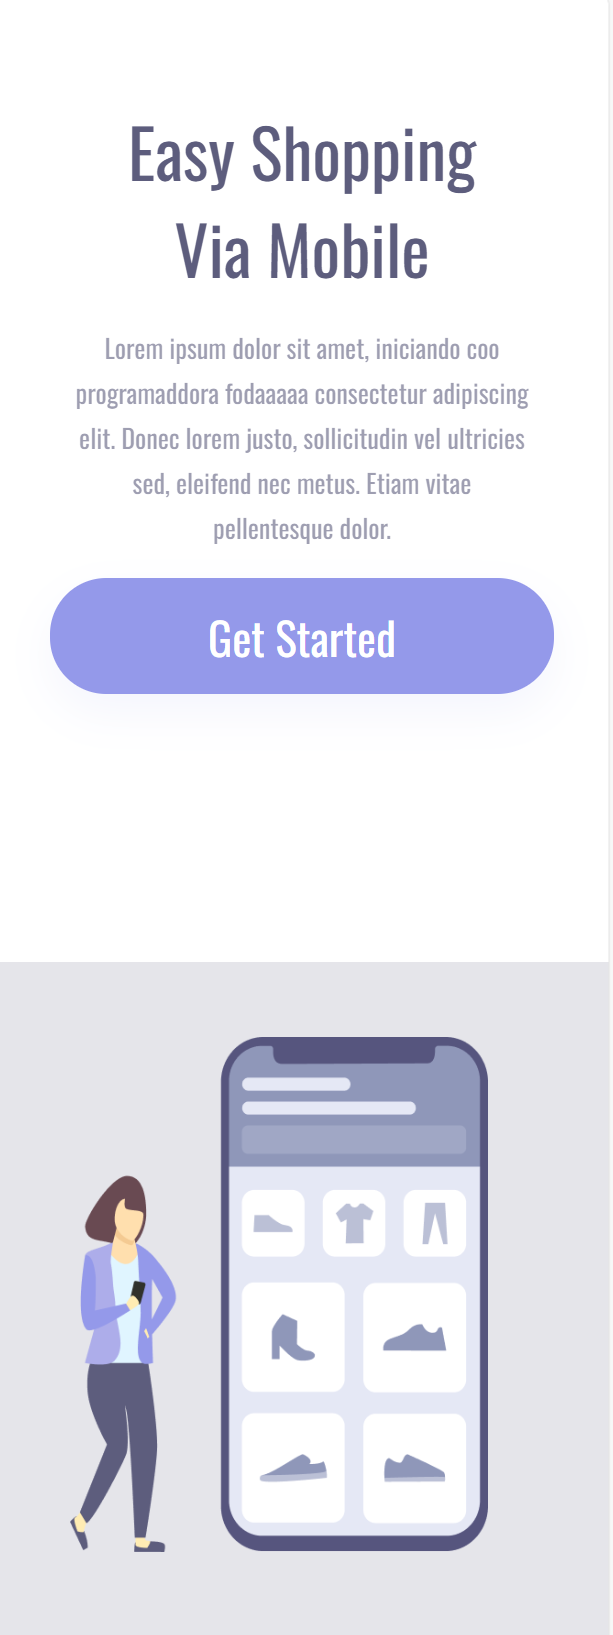 Easy Shopping
Via Mobile
Lorem ipsum dolor sit amet, iniciando coo
programaddora fodaaaaa consectetur adipiscing
elit. Donec lorem justo, sollicitudin vel ultricies
sed, eleifend nec metus. Etiam vitae
pellentesque dolor.
Get Started